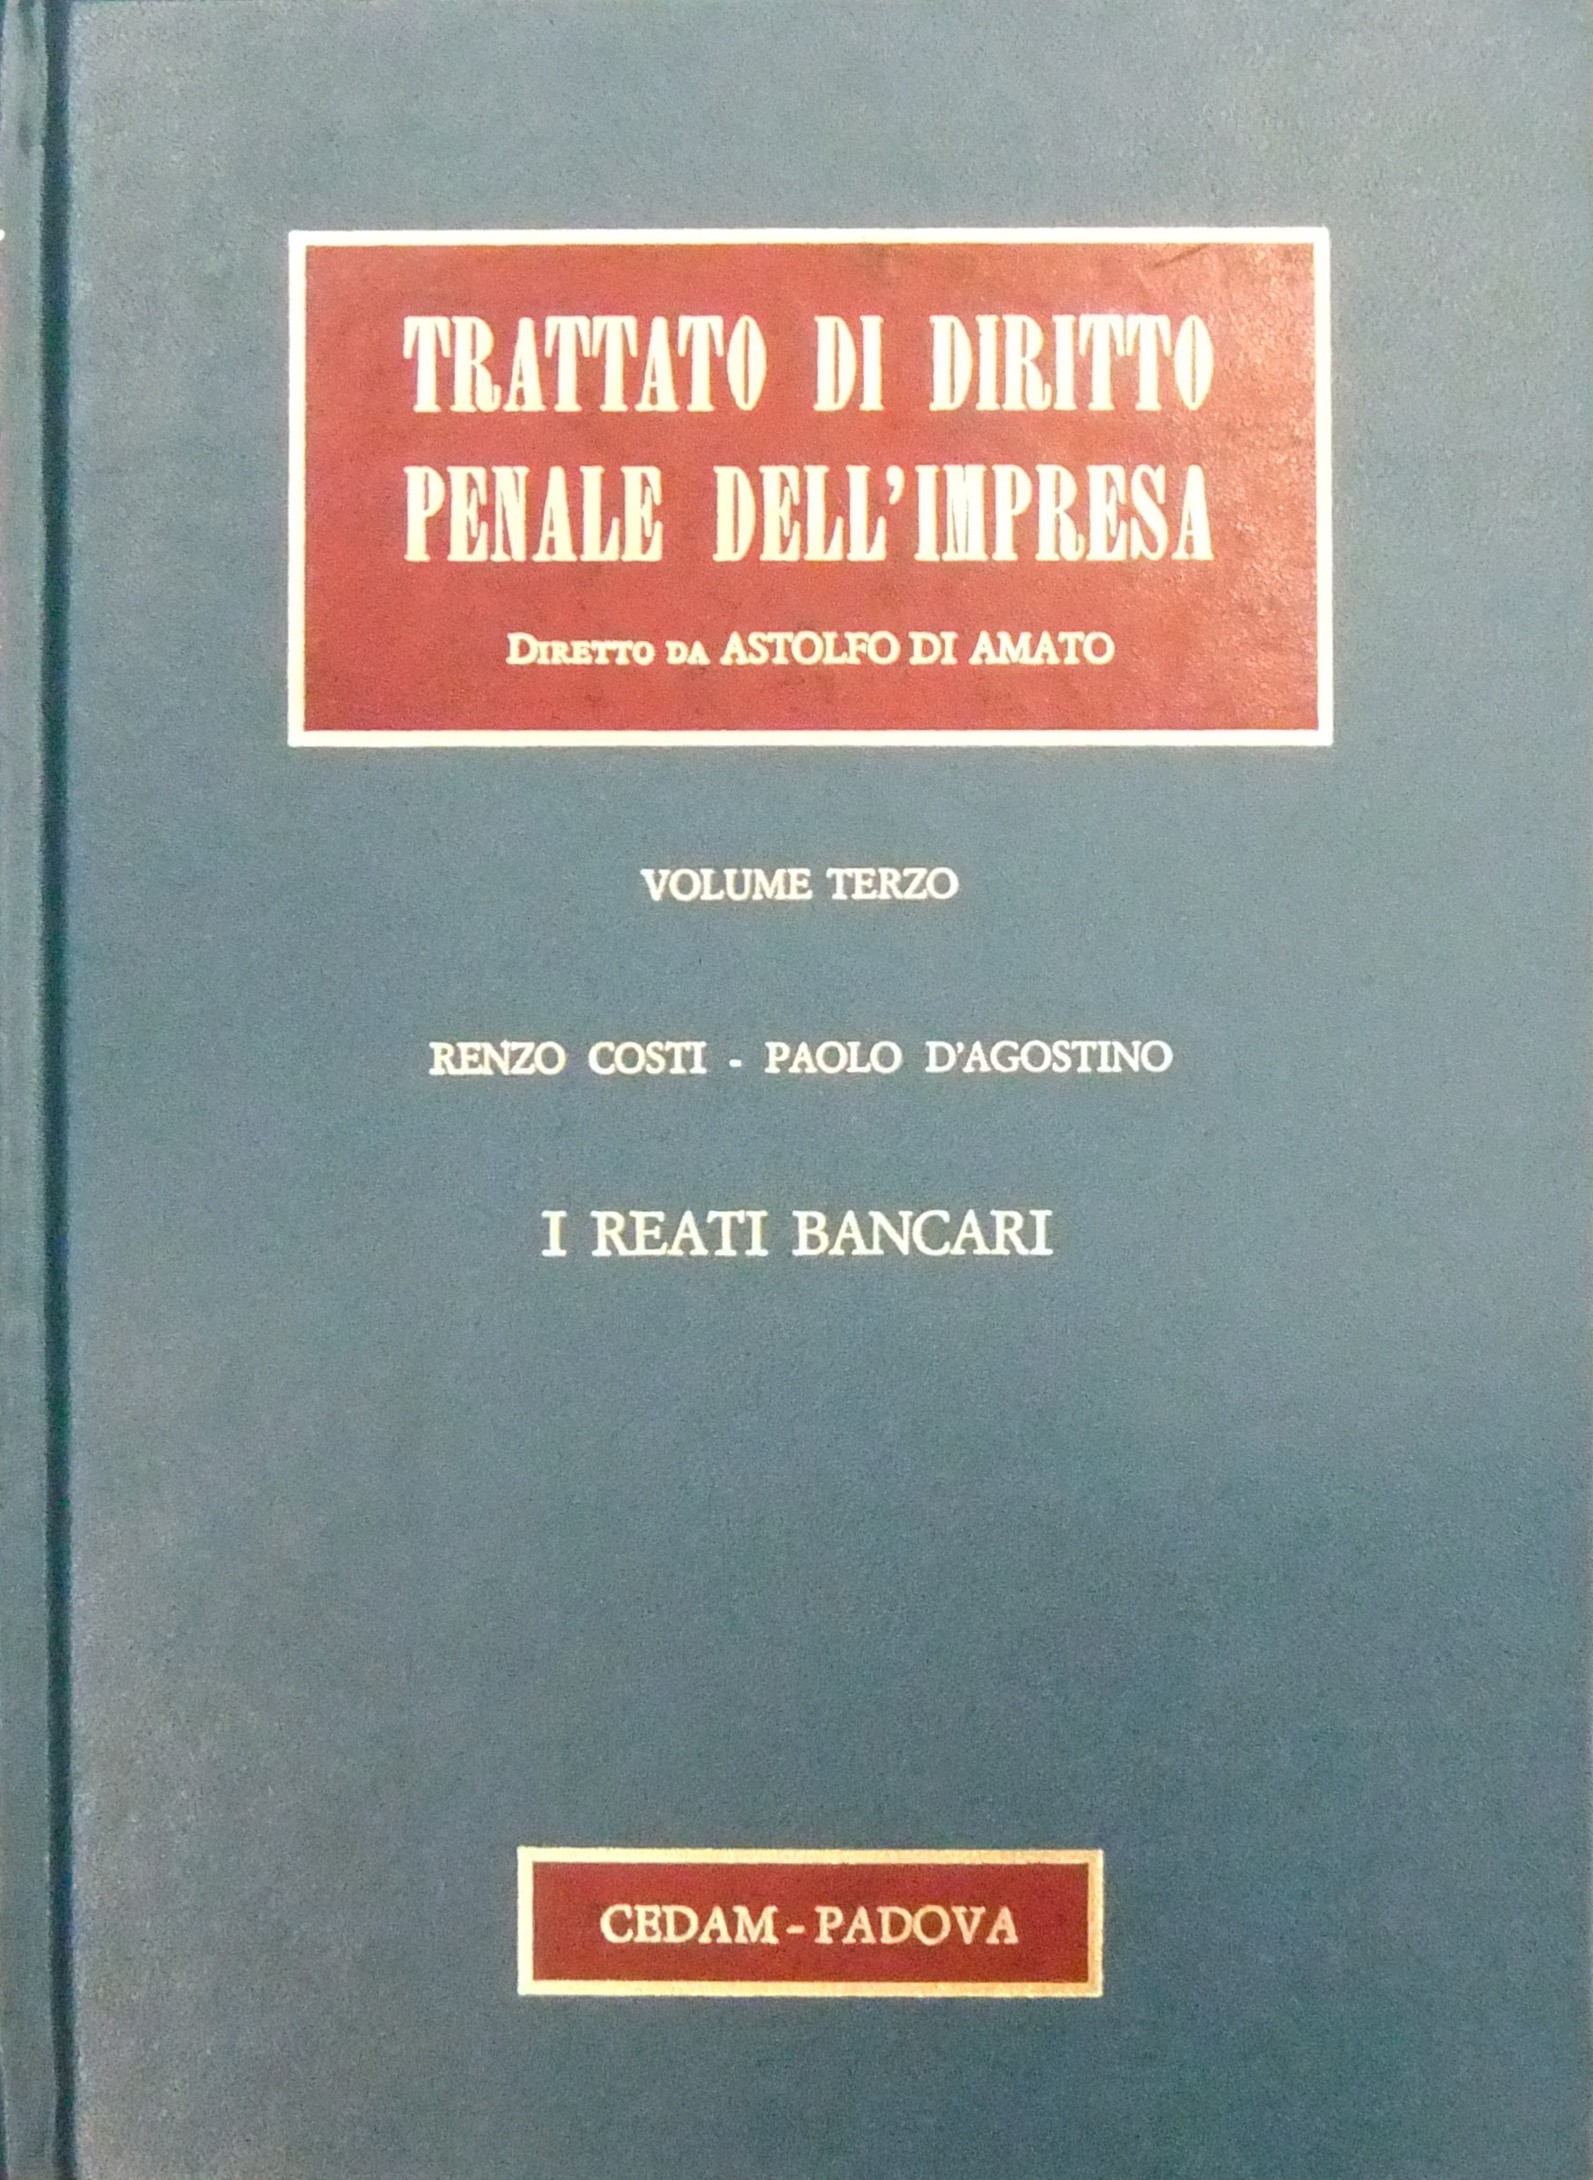 TRATTATO DI DIRITTO
PENALE DELL'IMPRESA
DIRETTO DA ASTOLFO DI AMATO
VOLUME TERZO
RENZO COSTI - PAOLO D'AGOSTINO
I REATI BANCARI
CEDAM - PADOVA